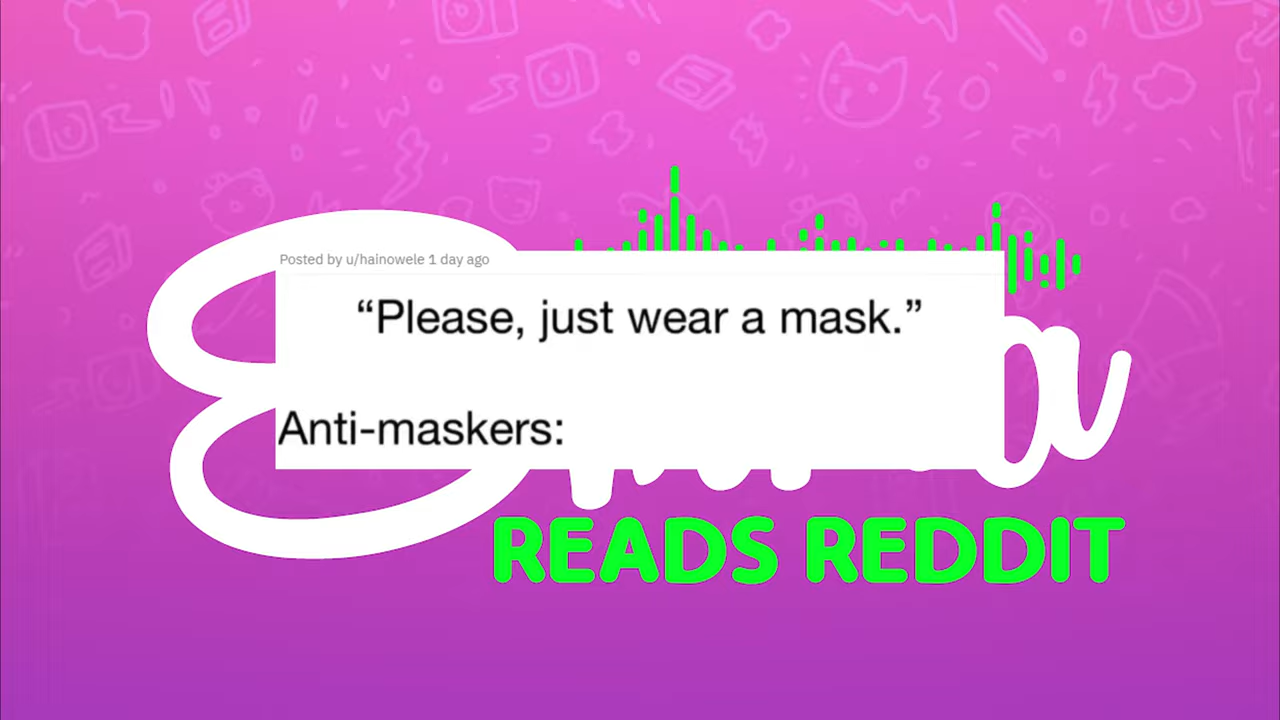 Posted by u/hainowele 1 day ago
“Please, just wear a mask.”
Anti-maskers:
READS REDDIT